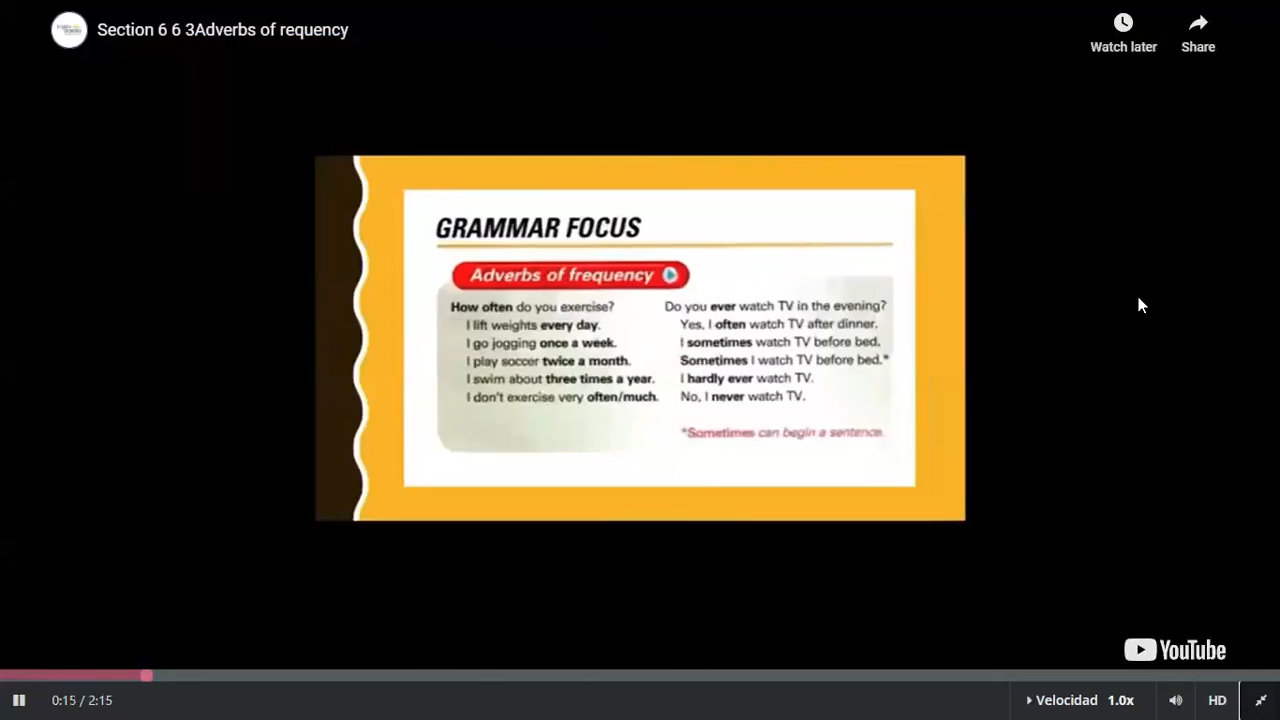 Section 6 6 3Adverbs of requency
Watch later
Share
GRAMMAR FOCUS
Adverbs of frequency
How often do you exercise?
I lift weights every day.
I go jogging once a week.
I play soccer twice a month.
I swim about three times a year.
I don't exercise very often/much.
Do you ever watch TV in the evening?
Yes, I often watch TV after dinner.
I sometimes watch TV before bed.
Sometimes I watch TV before bed.*
I hardly ever watch TV.
No, I never watch TV.
*Sometimes can begin a sentence.
YouTube
0:15 / 2:15
Velocidad 1.0x
HD